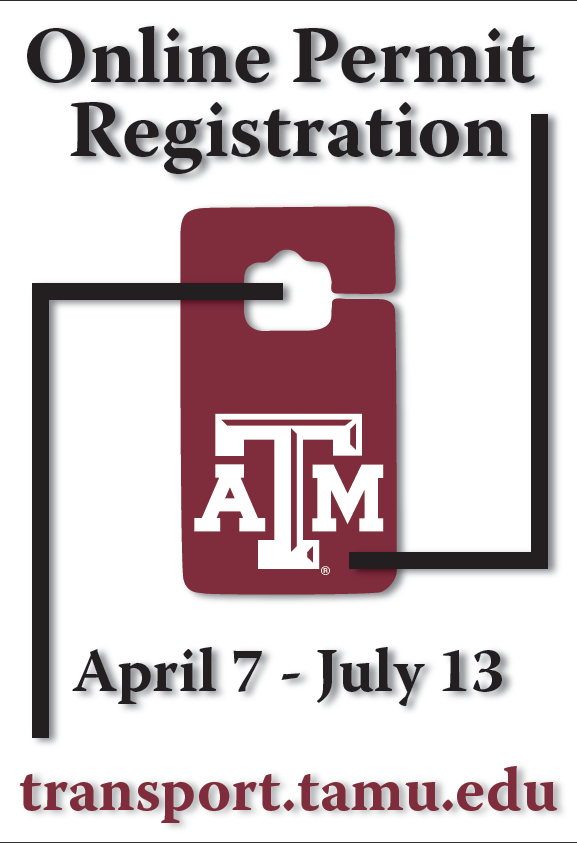 Online Permit
Registration
ATM
®
April 7 - July 13
transport.tamu.edu